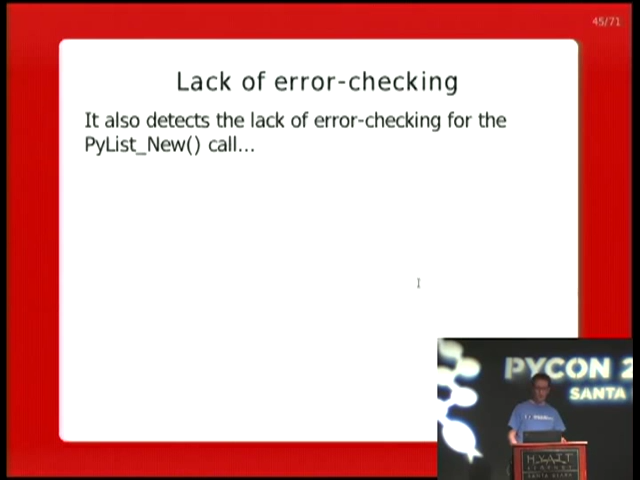 45/71
Lack of error-checking
It also detects the lack of error-checking for the
PyList_New() call...
PYCON 2
SANTA
HYATT